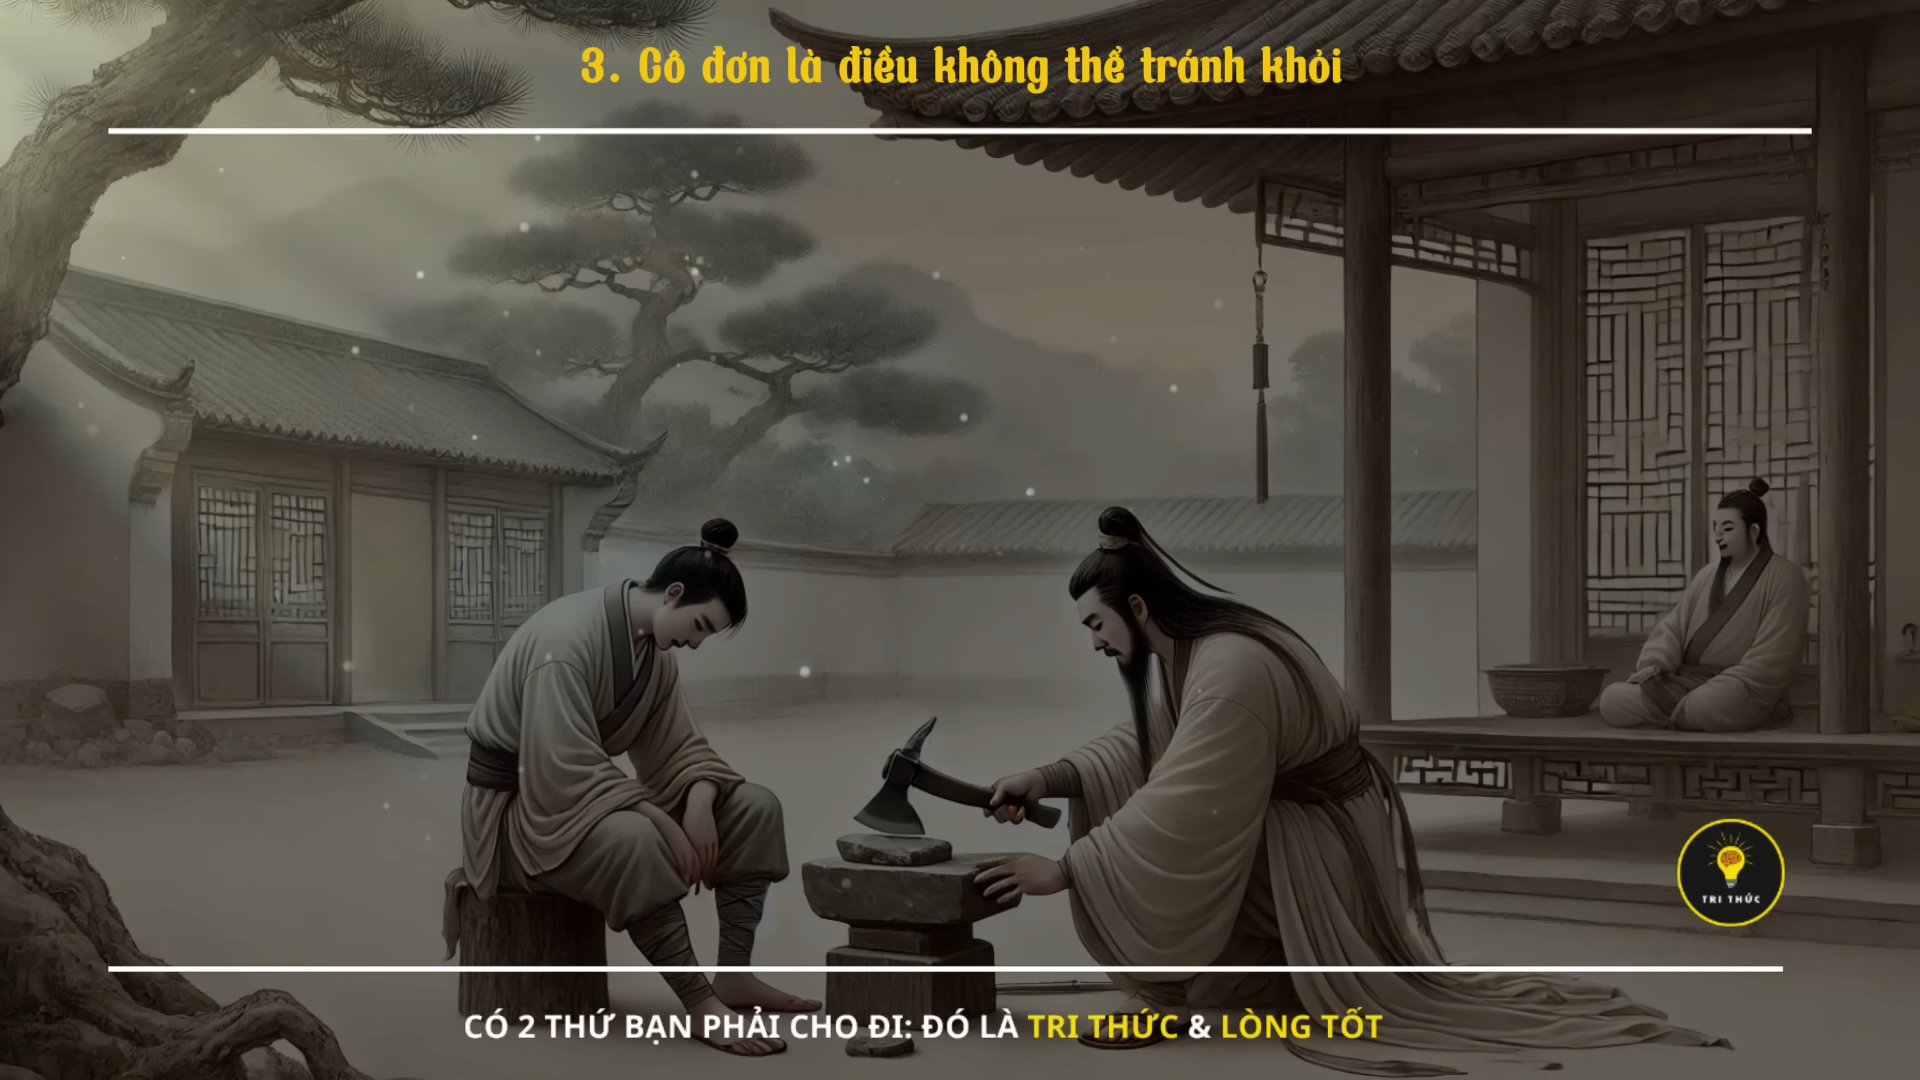 3. Cô đơn là điều không thể tránh khỏi
TRI THỨC
CÓ 2 THỨ BẠN PHẢI CHO ĐI: ĐÓ LÀ TRI THỨC & LÒNG TỐT